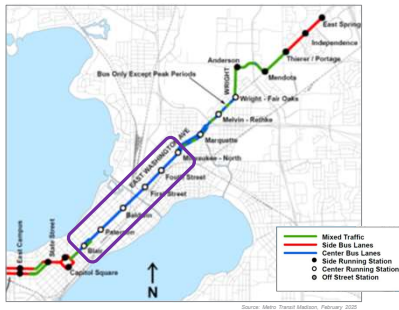 East Spring
Independence
Thierer / Portage
Anderson
Mendota
WRIGHT
Bus Only Except Peak Periods
Wright - Fair Oaks
Melvin - Rethke
Marquette
EAST WASHINGTON AVE
Milwaukee - North
Fourth Street
First Street
Baldwin
Paterson
Blair
Capitol Square
State Street
East Campus
N
Mixed Traffic
Side Bus Lanes
Center Bus Lanes
Side Running Station
Center Running Station
Off Street Station
Source: Metro Transit Madison, February 2025